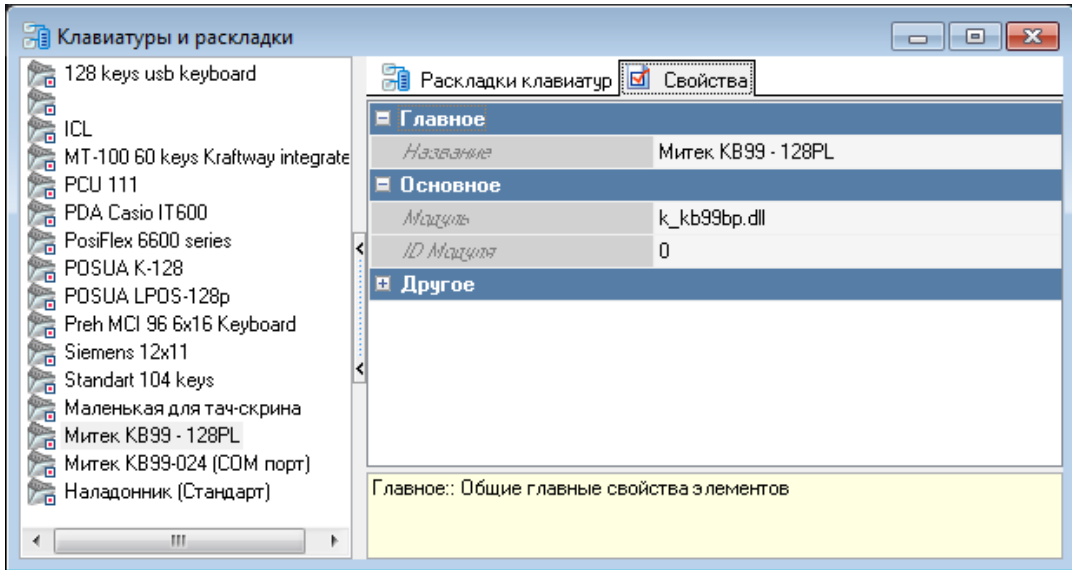 Клавиатуры и раскладки
128 keys usb keyboard
ICL
MT-100 60 keys Kraftway integrate
PCU 111
PDA Casio IT600
PosiFlex 6600 series
POSUA K-128
POSUA LPOS-128p
Preh MCI 96 6x16 Keyboard
Siemens 12x11
Standart 104 keys
Маленькая для тач-скрина
Митек КВ99 - 128PL
Митек КВ99-024 (COM порт)
Наладонник (Стандарт)
Раскладки клавиатур Свойства
Главное
Название Митек КВ99 - 128PL
Основное
Модуль k_kb99bp.dll
ID Модуля 0
Другое
Главное:: Общие главные свойства элементов